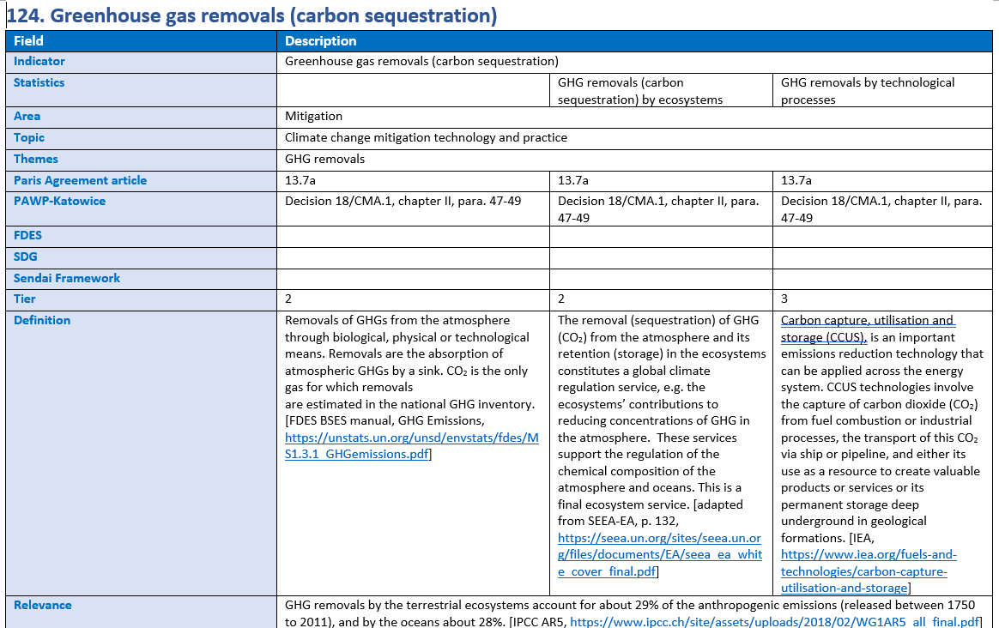 124. Greenhouse gas removals (carbon sequestration)
Field Description
Indicator Greenhouse gas removals (carbon sequestration)
Statistics
GHG removals (carbon
sequestration) by ecosystems
GHG removals by technological
processes
Area Mitigation
Topic Climate change mitigation technology and practice
Themes GHG removals
Paris Agreement article 13.7a 13.7a 13.7a
PAWP-Katowice
Decision 18/CMA.1, chapter II, para. 47-49
Decision 18/CMA.1, chapter II, para.
47-49
Decision 18/CMA.1, chapter II, para.
47-49
FDES
SDG
Sendai Framework
Tier 2 2 3
Definition
Removals of GHGs from the atmosphere
through biological, physical or technological
means. Removals are the absorption of
atmospheric GHGs by a sink. CO₂ is the only
gas for which removals
are estimated in the national GHG inventory.
[FDES BSES manual, GHG Emissions,
https://unstats.un.org/unsd/envstats/fdes/M
S1.3.1_GHGemissions.pdf]
The removal (sequestration) of GHG
(CO₂) from the atmosphere and its
retention (storage) in the ecosystems
constitutes a global climate
regulation service, e.g. the
ecosystems’ contributions to
reducing concentrations of GHG in
the atmosphere.  These services
support the regulation of the
chemical composition of the
atmosphere and oceans. This is a
final ecosystem service. [adapted
from SEEA-EA, p. 132,
https://seea.un.org/sites/seea.un.or
g/files/documents/EA/seea_ea_whit
e_cover_final.pdf]
Carbon capture, utilisation and
storage (CCUS), is an important
emissions reduction technology that
can be applied across the energy
system. CCUS technologies involve
the capture of carbon dioxide (CO₂)
from fuel combustion or industrial
processes, the transport of this CO₂
via ship or pipeline, and either its
use as a resource to create valuable
products or services or its
permanent storage deep
underground in geological
formations. [IEA,
https://www.iea.org/fuels-and-
technologies/carbon-capture-
utilisation-and-storage]
Relevance
GHG removals by the terrestrial ecosystems account for about 29% of the anthropogenic emissions (released between 1750
to 2011), and by the oceans about 28%. [IPCC AR5, https://www.ipcc.ch/site/assets/uploads/2018/02/WG1AR5_all_final.pdf]